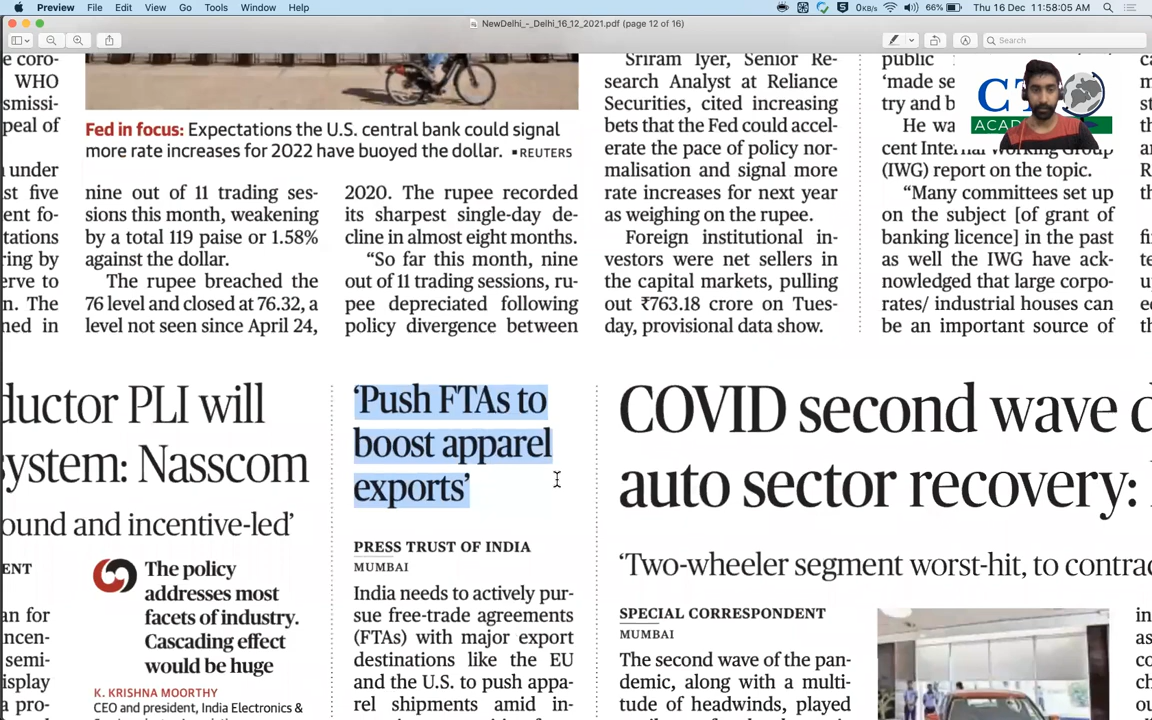 Preview File Edit View Go Tools Window Help
0KB/s 66% Thu 16 Dec 11:58:05 AM
NewDelhi_-_Delhi_16_12_2021.pdf (page 12 of 16)
Search
e coro-
WHO
smissi-
peal of
under
st five
ent fo-
tations
ring by
erve to
n. The
ned in
Fed in focus: Expectations the U.S. central bank could signal
more rate increases for 2022 have buoyed the dollar. ▪REUTERS
nine out of 11 trading ses-
sions this month, weakening
by a total 119 paise or 1.58%
against the dollar.
The rupee breached the
76 level and closed at 76.32, a
level not seen since April 24,
2020. The rupee recorded
its sharpest single-day de-
cline in almost eight months.
“So far this month, nine
out of 11 trading sessions, ru-
pee depreciated following
policy divergence between
Sriram Iyer, Senior Re-
search Analyst at Reliance
Securities, cited increasing
bets that the Fed could accel-
erate the pace of policy nor-
malisation and signal more
rate increases for next year
as weighing on the rupee.
Foreign institutional in-
vestors were net sellers in
the capital markets, pulling
out ₹763.18 crore on Tues-
day, provisional data show.
public
‘made se
try and b
He wa
cent Internal Working Group
(IWG) report on the topic.
“Many committees set up
on the subject [of grant of
banking licence] in the past
as well the IWG have ack-
nowledged that large corpo-
rates/ industrial houses can
be an important source of
ductor PLI will
system: Nasscom
ound and incentive-led’
ENT
an for
ncen-
semi-
isplay
a pro-
The policy
addresses most
facets of industry.
Cascading effect
would be huge
K. KRISHNA MOORTHY
CEO and president, India Electronics &
‘Push FTAs to
boost apparel
exports’
PRESS TRUST OF INDIA
MUMBAI
India needs to actively pur-
sue free-trade agreements
(FTAs) with major export
destinations like the EU
and the U.S. to push appa-
rel shipments amid in-
COVID second wave d
auto sector recovery:
‘Two-wheeler segment worst-hit, to contrac
SPECIAL CORRESPONDENT
MUMBAI
The second wave of the pan-
demic, along with a multi-
tude of headwinds, played